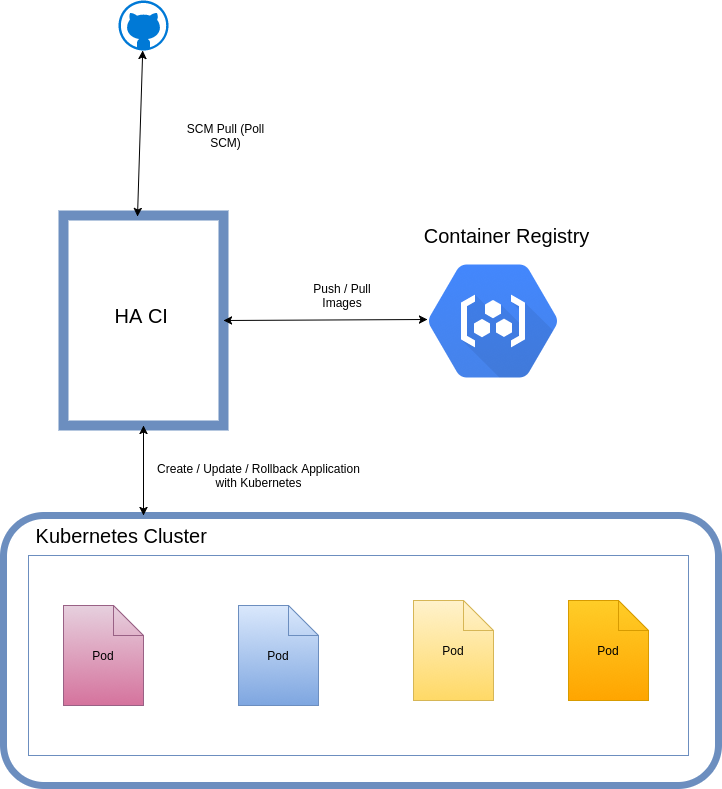 SCM Pull (Poll
SCM)
Container Registry
Push / Pull
Images
HA CI
Create / Update / Rollback Application
with Kubernetes
Kubernetes Cluster
Pod
Pod
Pod
Pod